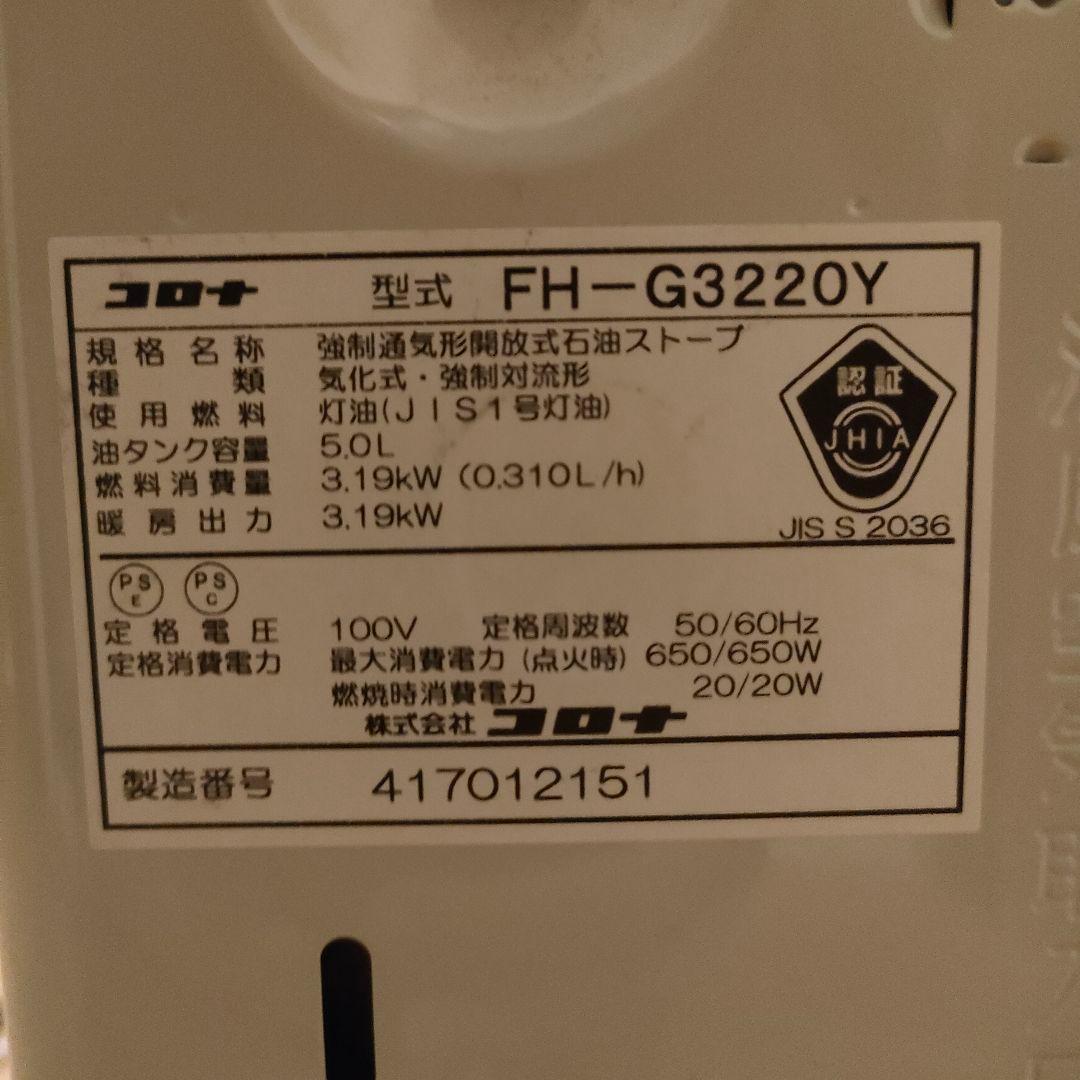 コロナ 型式 FH-G3220Y
規格名称 強制通気形開放式石油ストーブ
種類 気化式・強制対流形
使用燃料 灯油(JIS1号灯油)
油タンク容量 5.0L
燃料消費量 3.19kW (0.310L/h)
暖房出力 3.19kW
認証
JHIA
JIS S 2036
PS E PS C
定格電圧 100V 定格周波数 50/60Hz
定格消費電力 最大消費電力 (点火時) 650/650W
燃焼時消費電力 20/20W
株式会社 コロナ
製造番号 417012151